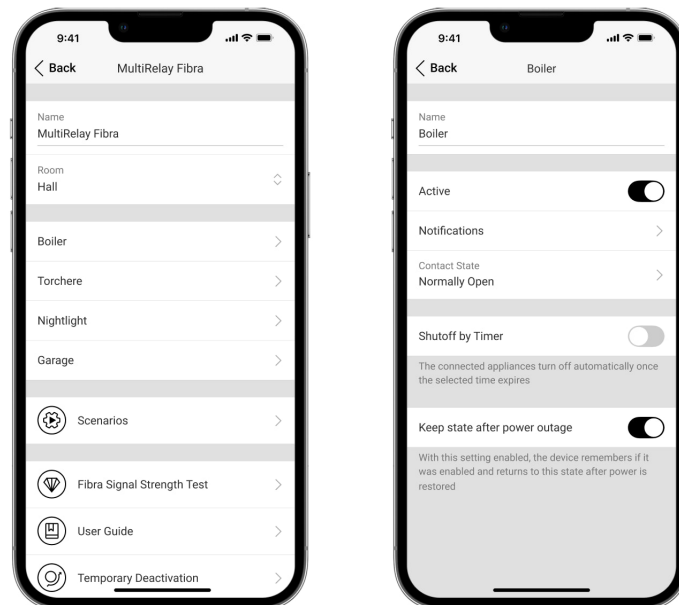 9:41
Back
MultiRelay Fibra
Name
MultiRelay Fibra
Room
Hall
Boiler
Torchere
Nightlight
Garage
Scenarios
Fibra Signal Strength Test
User Guide
Temporary Deactivation
9:41
Back
Boiler
Name
Boiler
Active
Notifications
Contact State
Normally Open
Shutoff by Timer
The connected appliances turn off automatically once
the selected time expires
Keep state after power outage
With this setting enabled, the device remembers if it
was enabled and returns to this state after power is
restored